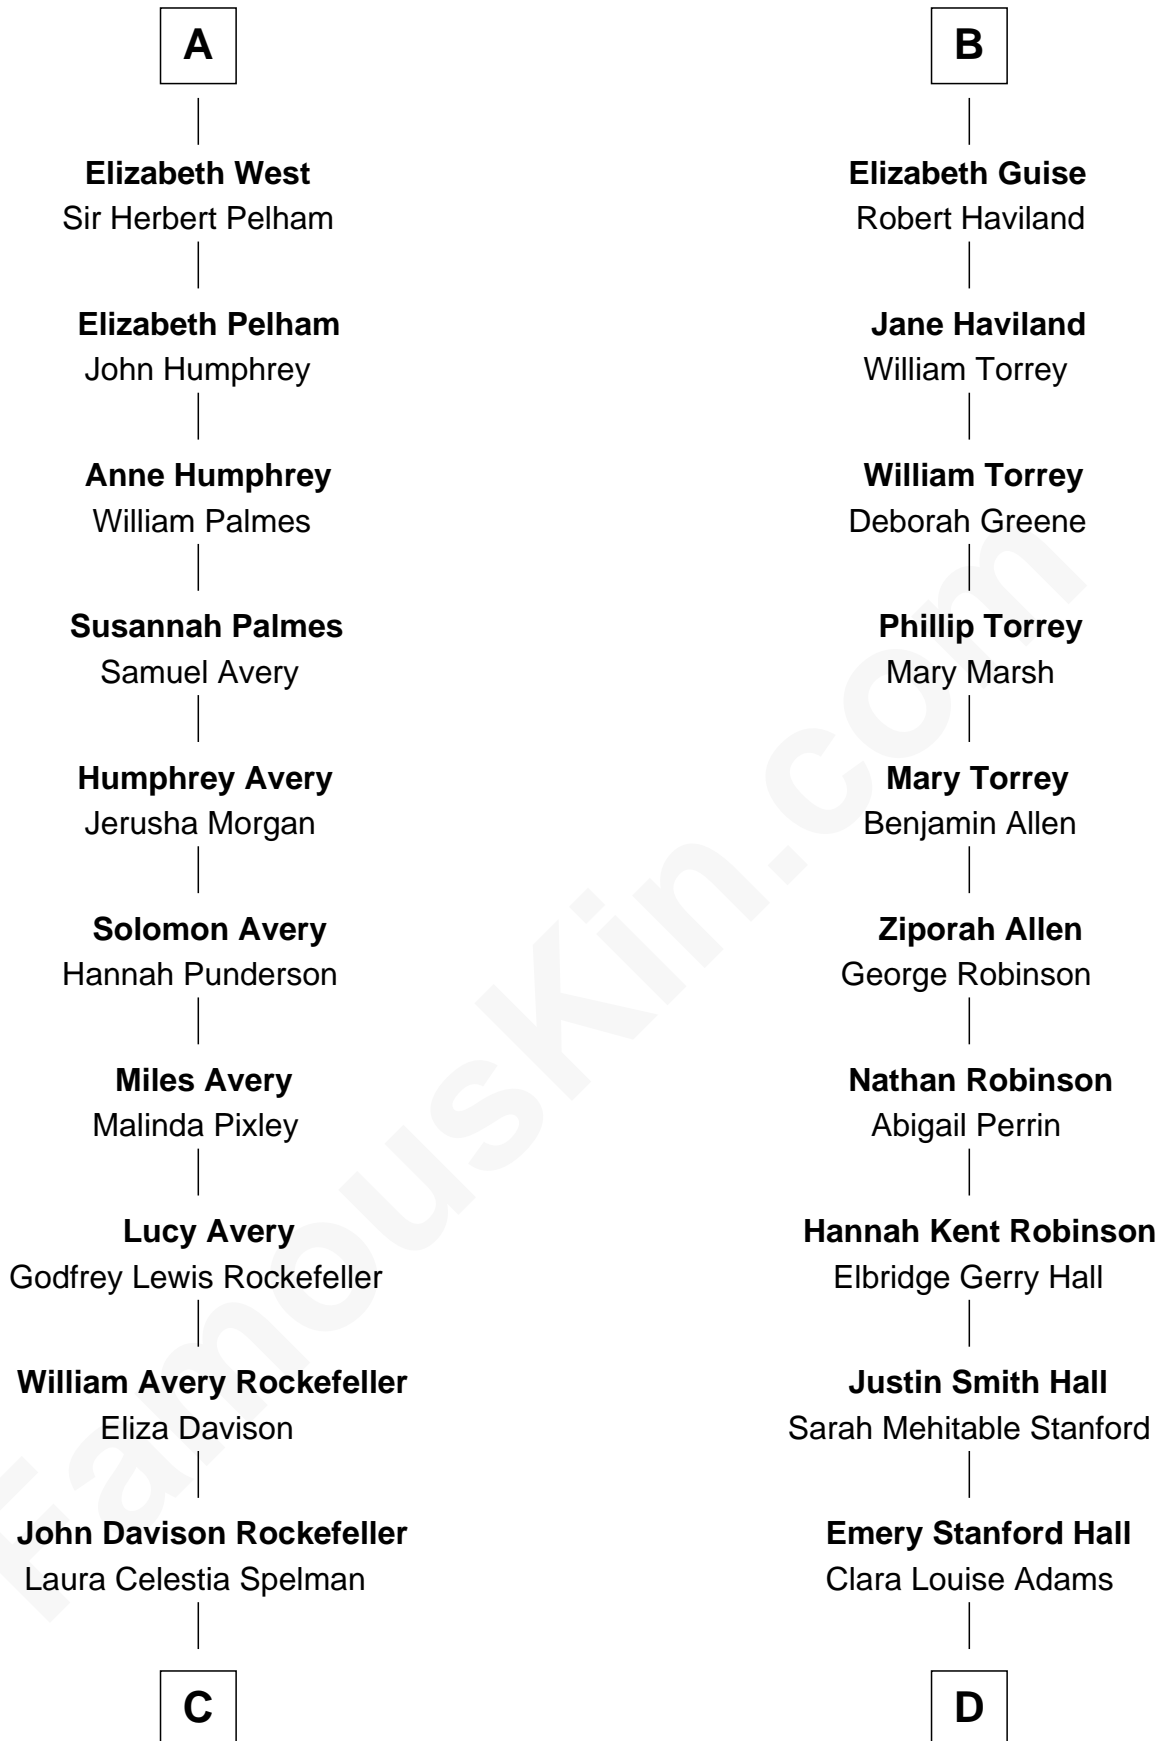 A
Elizabeth West
Sir Herbert Pelham
Elizabeth Pelham
John Humphrey
Anne Humphrey
William Palmes
Susannah Palmes
Samuel Avery
Humphrey Avery
Jerusha Morgan
Solomon Avery
Hannah Punderson
Miles Avery
Malinda Pixley
Lucy Avery
Godfrey Lewis Rockefeller
William Avery Rockefeller
Eliza Davison
John Davison Rockefeller
Laura Celestia Spelman
C
B
Elizabeth Guise
Robert Haviland
Jane Haviland
William Torrey
William Torrey
Deborah Greene
Phillip Torrey
Mary Marsh
Mary Torrey
Benjamin Allen
Ziporah Allen
George Robinson
Nathan Robinson
Abigail Perrin
Hannah Kent Robinson
Elbridge Gerry Hall
Justin Smith Hall
Sarah Mehitable Stanford
Emery Stanford Hall
Clara Louise Adams
D
FamousKin.com